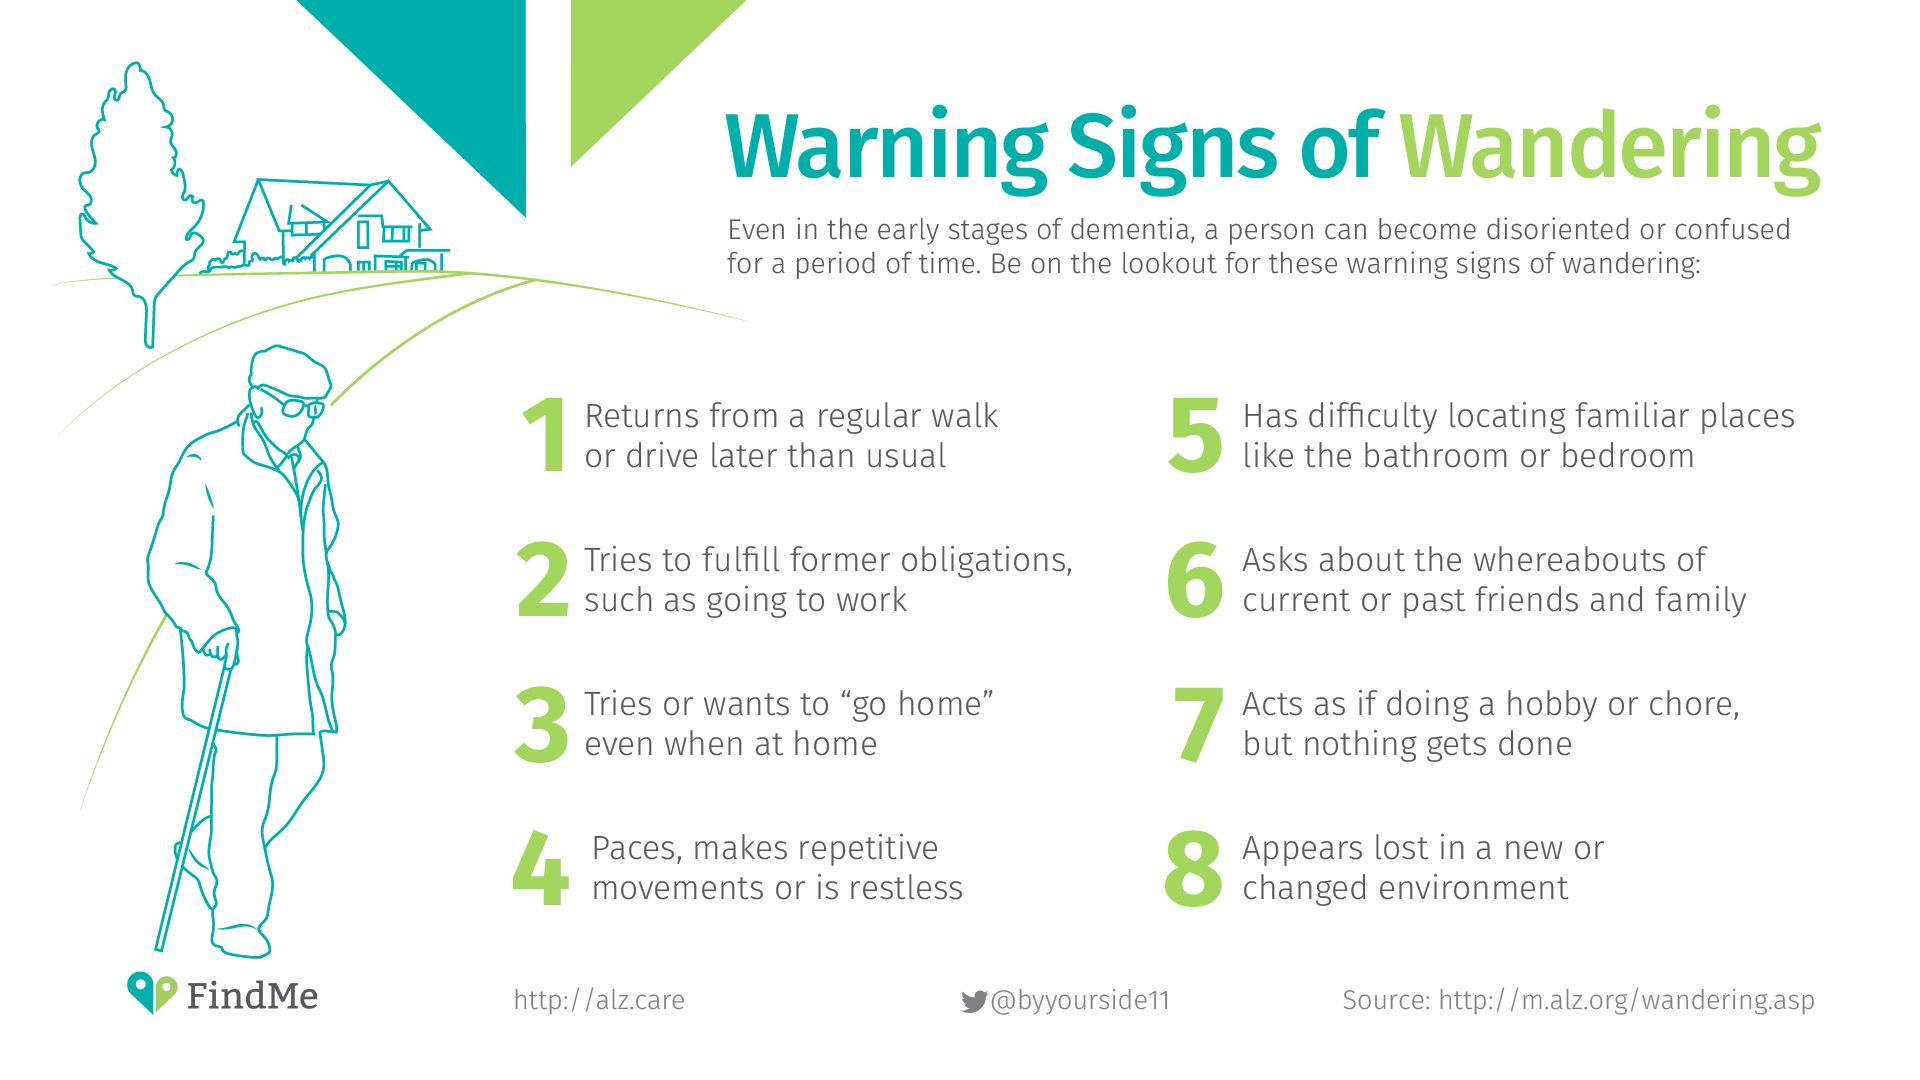 Warning Signs of Wandering
Even in the early stages of dementia, a person can become disoriented or confused
for a period of time. Be on the lookout for these warning signs of wandering:
1 Returns from a regular walk
or drive later than usual
2 Tries to fulfill former obligations,
such as going to work
3 Tries or wants to “go home”
even when at home
4 Paces, makes repetitive
movements or is restless
5 Has difficulty locating familiar places
like the bathroom or bedroom
6 Asks about the whereabouts of
current or past friends and family
7 Acts as if doing a hobby or chore,
but nothing gets done
8 Appears lost in a new or
changed environment
FindMe
http://alz.care
@byyourside11
Source: http://m.alz.org/wandering.asp